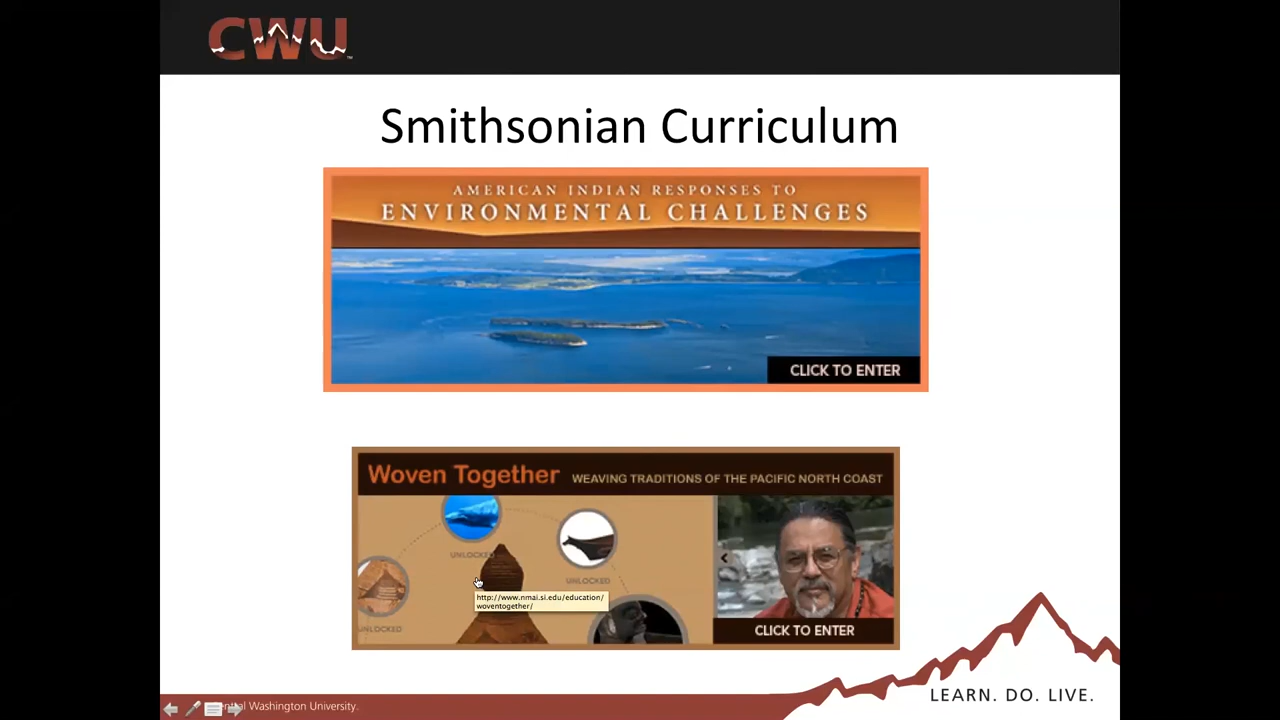 CWU
Smithsonian Curriculum
AMERICAN INDIAN RESPONSES TO
ENVIRONMENTAL CHALLENGES
CLICK TO ENTER
Woven Together WEAVING TRADITIONS OF THE PACIFIC NORTH COAST
UNLOCKED
UNLOCKED
UNLOCKED
http://www.nmai.si.edu/education/
woventogether/
CLICK TO ENTER
LEARN. DO. LIVE.
Washington University.